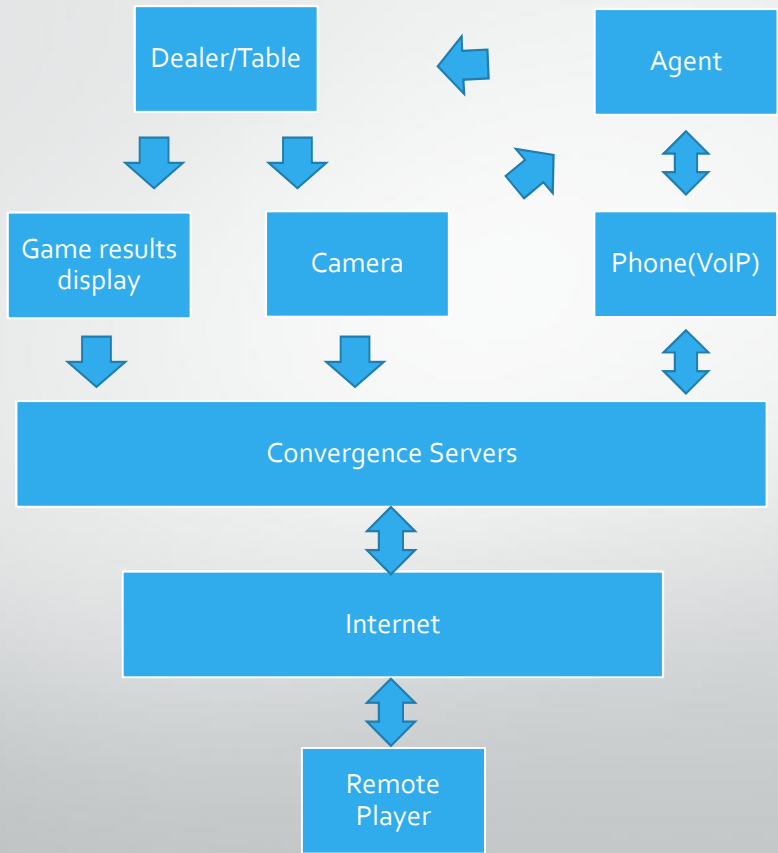 Dealer/Table
Agent
Game results
display
Camera
Phone(VoIP)
Convergence Servers
Internet
Remote
Player